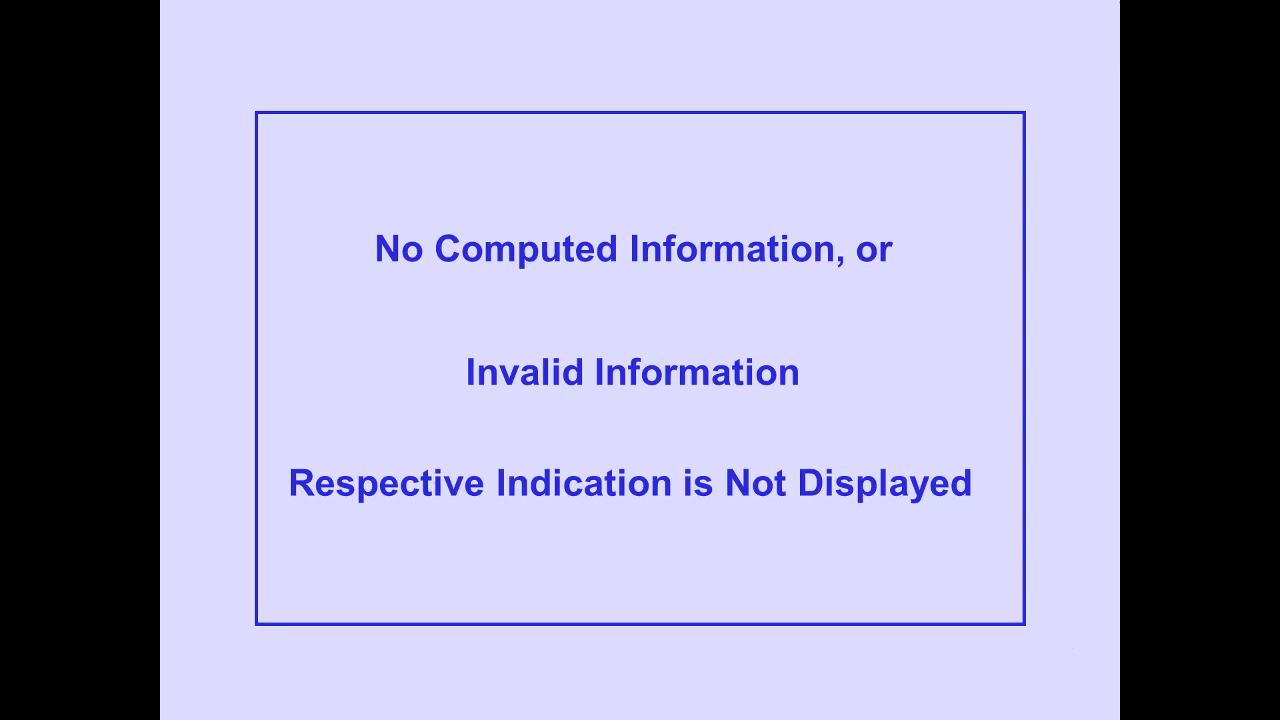 No Computed Information, or
Invalid Information
Respective Indication is Not Displayed